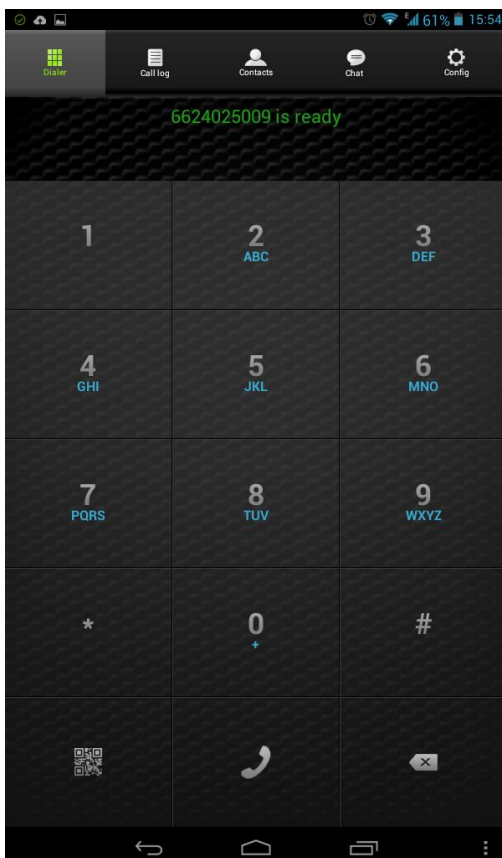 61% 15:54
Dialer Call log Contacts Chat Config
6624025009 is ready
1 2 3
ABC DEF
4 5 6
GHI JKL MNO
7 8 9
PQRS TUV WXYZ
* 0 #
+